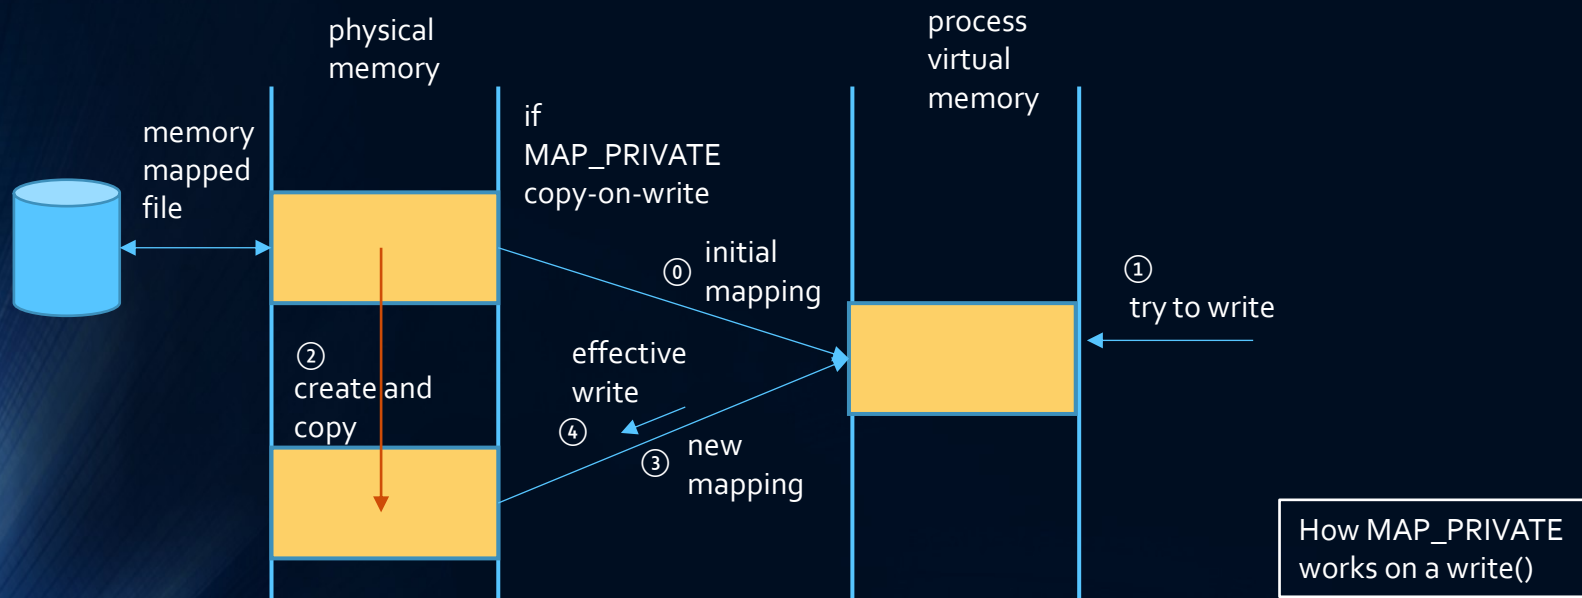 physical
memory
process
virtual
memory
memory
mapped
file
if
MAP_PRIVATE
copy-on-write
⓪
initial
mapping
①
try to write
②
create and
copy
effective
write
④
③
new
mapping
How MAP_PRIVATE
works on a write()